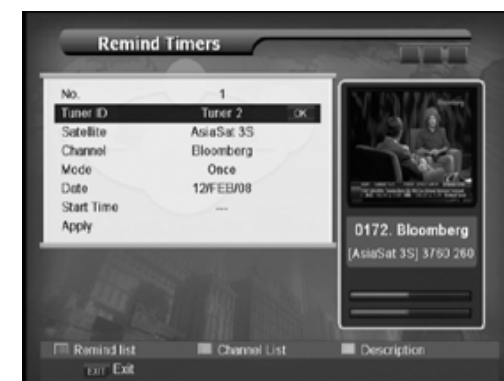 Remind Timers
No. 1
Tuner ID Tuner 2 OK
Satellite AsiaSat 3S
Channel Bloomberg
Mode Once
Date 12/FEB/08
Start Time ---
Apply
Bloomberg
0172. Bloomberg
[AsiaSat 3S] 3760 260
Remind list Channel List Description
EXIT Exit